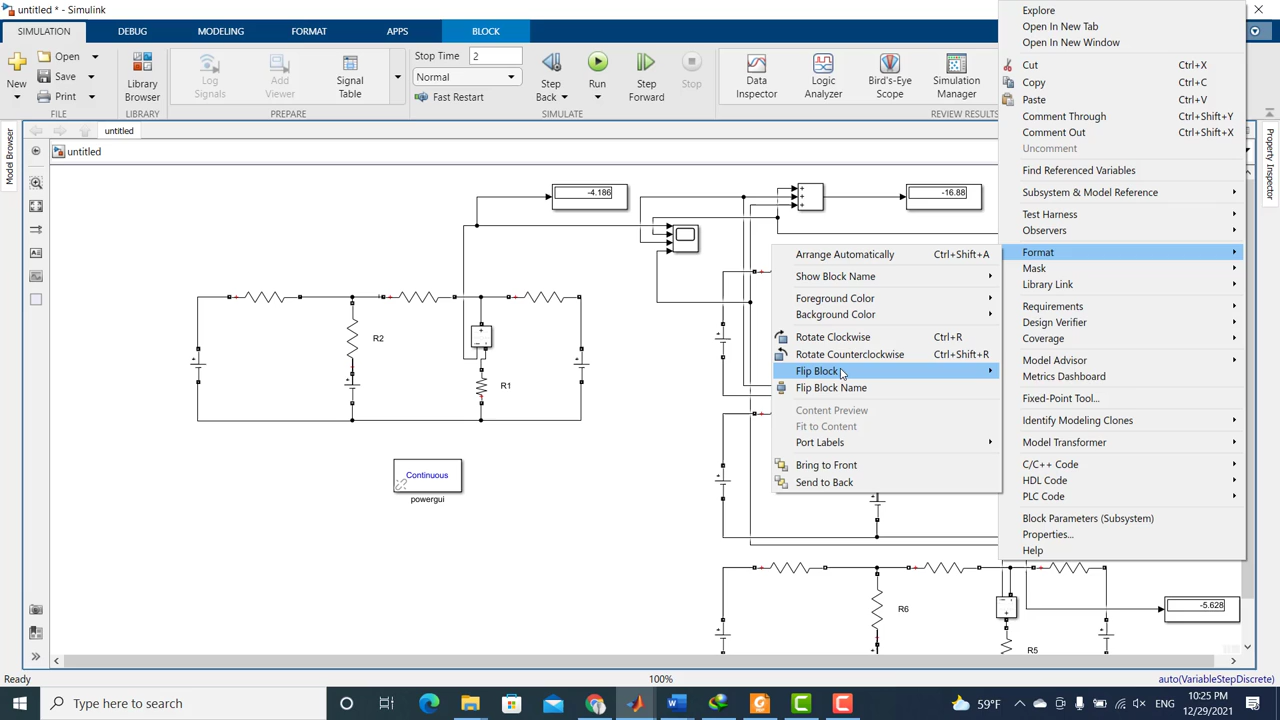 untitled * - Simulink
SIMULATION
DEBUG
MODELING
FORMAT
APPS
BLOCK
New
Open
Save
Print
FILE
Library
Browser
LIBRARY
Log
Signals
Add
Viewer
Signal
Table
PREPARE
Stop Time 2
Normal
Fast Restart
Step
Back
Run
Step
Forward
Stop
SIMULATE
Data
Inspector
Logic
Analyzer
Bird's-Eye
Scope
Simulation
Manager
REVIEW RESULTS
Model Browser
Property Inspector
untitled
untitled
-4.186
-16.88
R2
R1
Continuous
powergui
R6
R5
-5.628
Explore
Open In New Tab
Open In New Window
Cut Ctrl+X
Copy Ctrl+C
Paste Ctrl+V
Comment Through Ctrl+Shift+Y
Comment Out Ctrl+Shift+X
Uncomment
Find Referenced Variables
Subsystem & Model Reference
Test Harness
Observers
Format
Mask
Library Link
Requirements
Design Verifier
Coverage
Model Advisor
Metrics Dashboard
Fixed-Point Tool...
Identify Modeling Clones
Model Transformer
C/C++ Code
HDL Code
PLC Code
Block Parameters (Subsystem)
Properties...
Help
Arrange Automatically Ctrl+Shift+A
Show Block Name
Foreground Color
Background Color
Rotate Clockwise Ctrl+R
Rotate Counterclockwise Ctrl+Shift+R
Flip Block
Flip Block Name
Content Preview
Fit to Content
Port Labels
Bring to Front
Send to Back
Ready
100%
auto(VariableStepDiscrete)
Type here to search
59°F
10:25 PM
12/29/2021